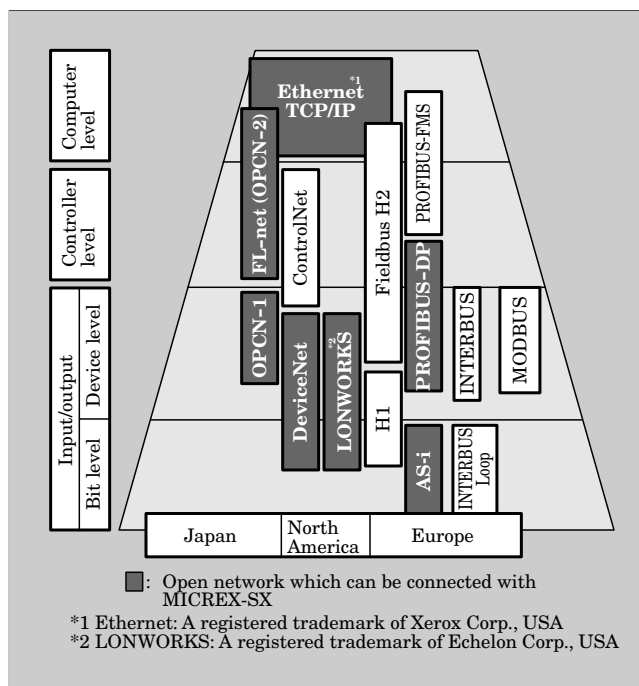 Computer
level
Controller
level
Input/output
Device level
Bit level
Ethernet*1
TCP/IP
FL-net (OPCN-2)
ControlNet
Fieldbus H2
PROFIBUS-FMS
OPCN-1
DeviceNet
LONWORKS*2
H1
PROFIBUS-DP
INTERBUS
MODBUS
AS-i
INTERBUS
Loop
Japan
North
America
Europe
: Open network which can be connected with
MICREX-SX
*1 Ethernet: A registered trademark of Xerox Corp., USA
*2 LONWORKS: A registered trademark of Echelon Corp., USA